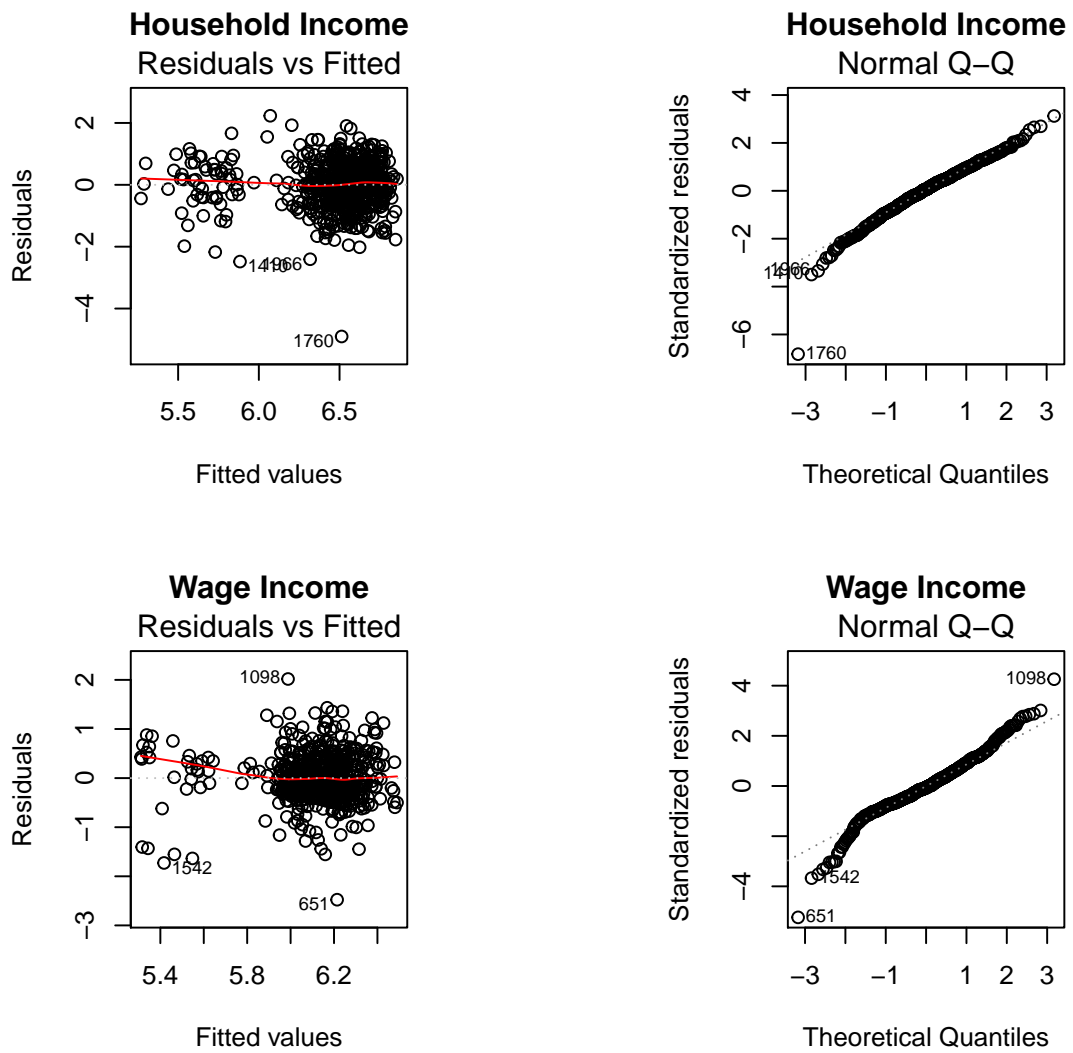 Household Income
Residuals vs Fitted
Residuals
2
0
−2
−4
1410
1966
1760
5.5 6.0 6.5
Fitted values
Household Income
Normal Q−Q
Standardized residuals
4
2
0
−2
−6
1966
1410
1760
−3 −1 1 2 3
Theoretical Quantiles
Wage Income
Residuals vs Fitted
Residuals
2
1
0
−1
−3
1098
1542
651
5.4 5.8 6.2
Fitted values
Wage Income
Normal Q−Q
Standardized residuals
4
2
0
−4
1098
1542
651
−3 −1 1 2 3
Theoretical Quantiles